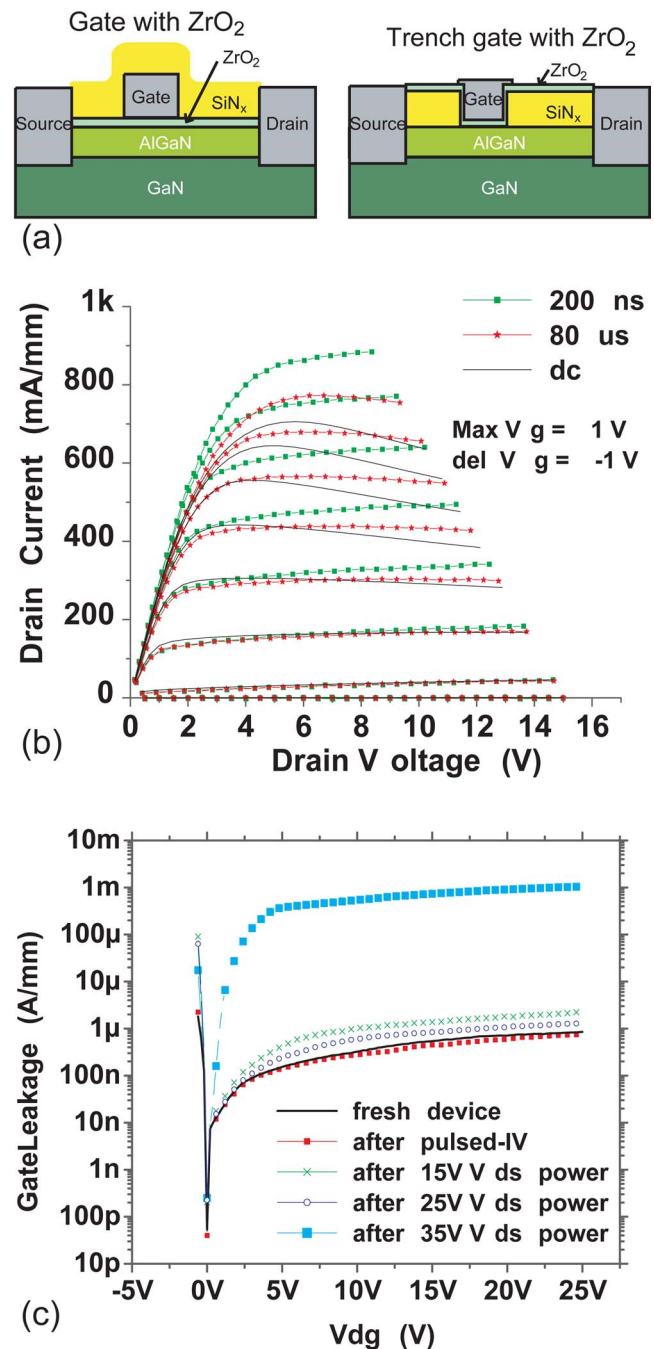 Gate with ZrO2
Trench gate with ZrO2
ZrO2
ZrO2
Source
Gate
SiNx
Drain
AlGaN
GaN
Source
Gate
SiNx
Drain
AlGaN
GaN
(a)
1k
800
600
400
200
0
Drain Current (mA/mm)
200 ns
80 us
dc
Max V g = 1 V
del V g = -1 V
0 2 4 6 8 10 12 14 16
Drain V oltage (V)
(b)
10m
1m
100µ
10µ
1µ
100n
10n
1n
100p
10p
GateLeakage (A/mm)
fresh device
after pulsed-IV
after 15V V ds power
after 25V V ds power
after 35V V ds power
-5V 0V 5V 10V 15V 20V 25V
Vdg (V)
(c)